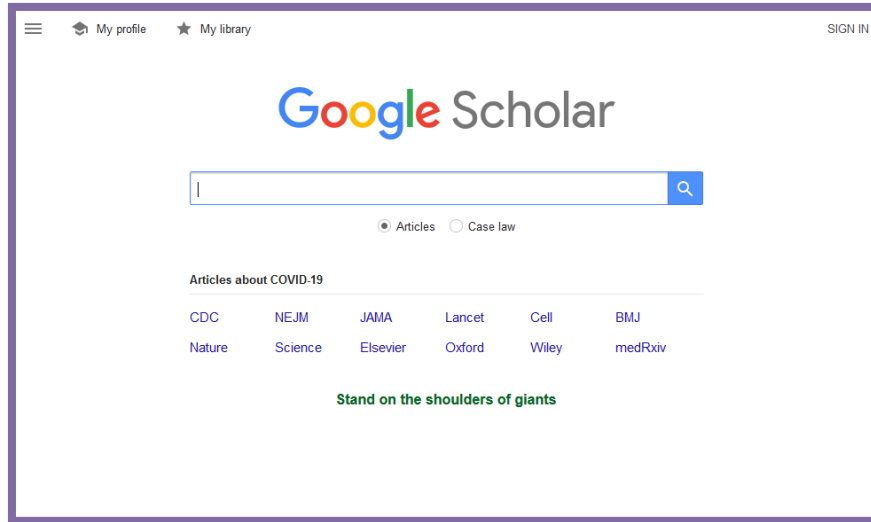 My profile My library SIGN IN
Google Scholar
Articles Case law
Articles about COVID-19
CDC NEJM JAMA Lancet Cell BMJ
Nature Science Elsevier Oxford Wiley medRxiv
Stand on the shoulders of giants